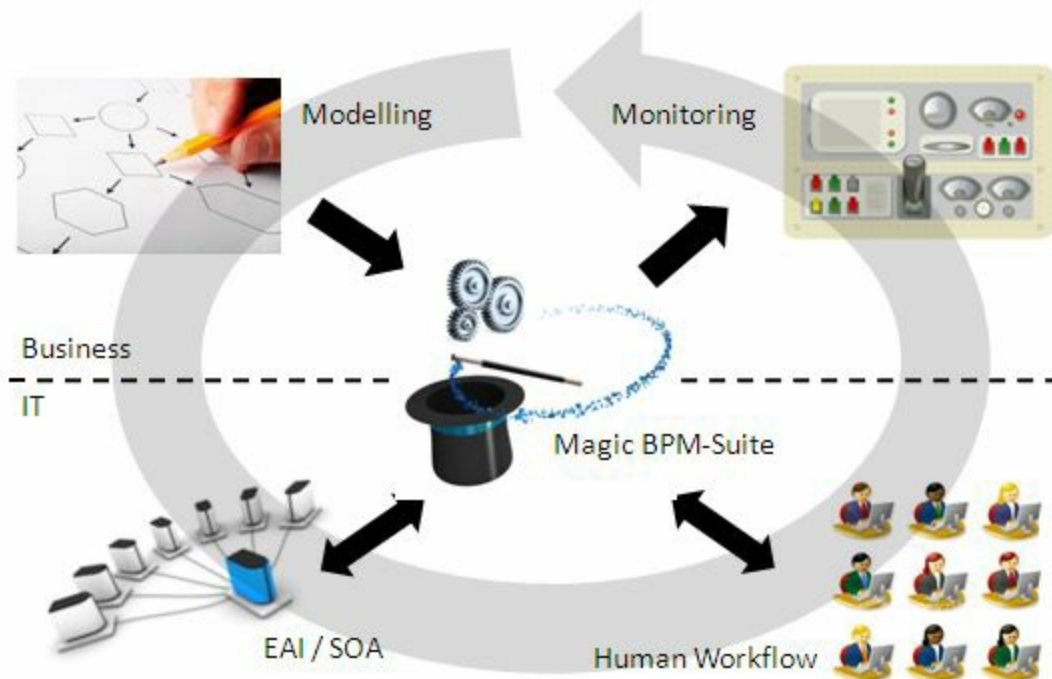 Modelling
Monitoring
Business
IT
Magic BPM-Suite
EAI / SOA
Human Workflow